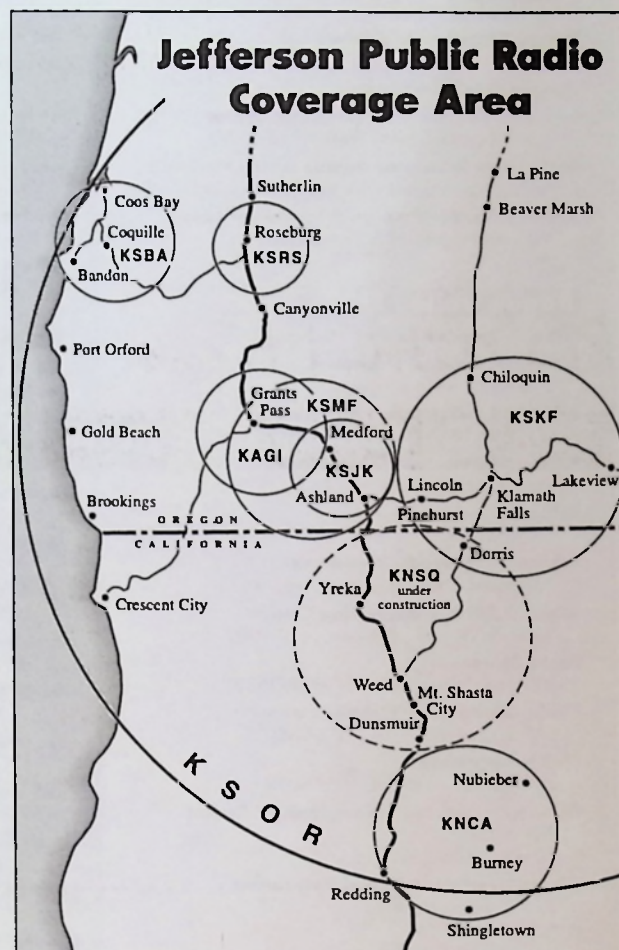 Jefferson Public Radio
Coverage Area
La Pine
Sutherlin
Beaver Marsh
Coos Bay
Coquille
KSBA
Bandon
Roseburg
KSRS
Canyonville
Port Orford
Chiloquin
Grants
Pass
KSMF
KSKF
Gold Beach
Medford
KAGI
KSJK
Lakeview
Lincoln
Klamath
Falls
Ashland
Pinehurst
Brookings
OREGON
CALIFORNIA
Dorris
KNSQ
under
construction
Yreka
Crescent City
Weed
Mt. Shasta
City
Dunsmuir
KSOR
Nubieber
KNCA
Burney
Redding
Shingletown